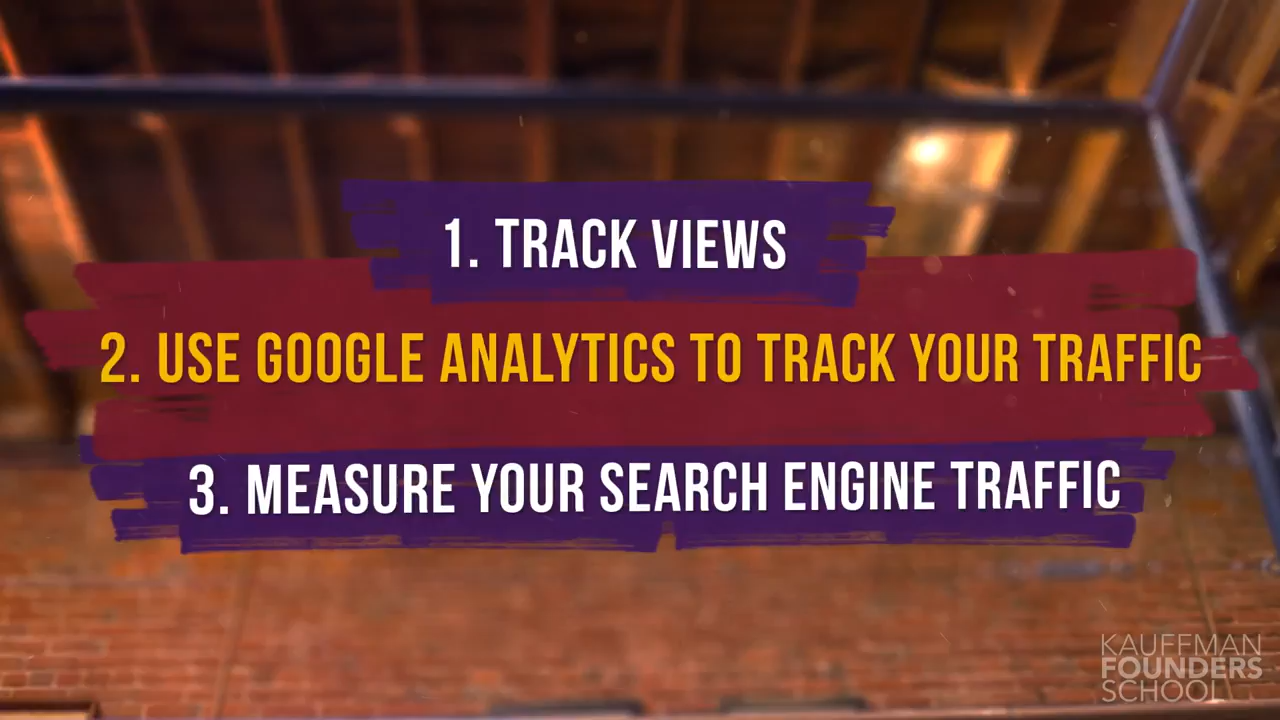 1. TRACK VIEWS
2. USE GOOGLE ANALYTICS TO TRACK YOUR TRAFFIC
3. MEASURE YOUR SEARCH ENGINE TRAFFIC
KAUFFMAN
FOUNDERS
SCHOOL